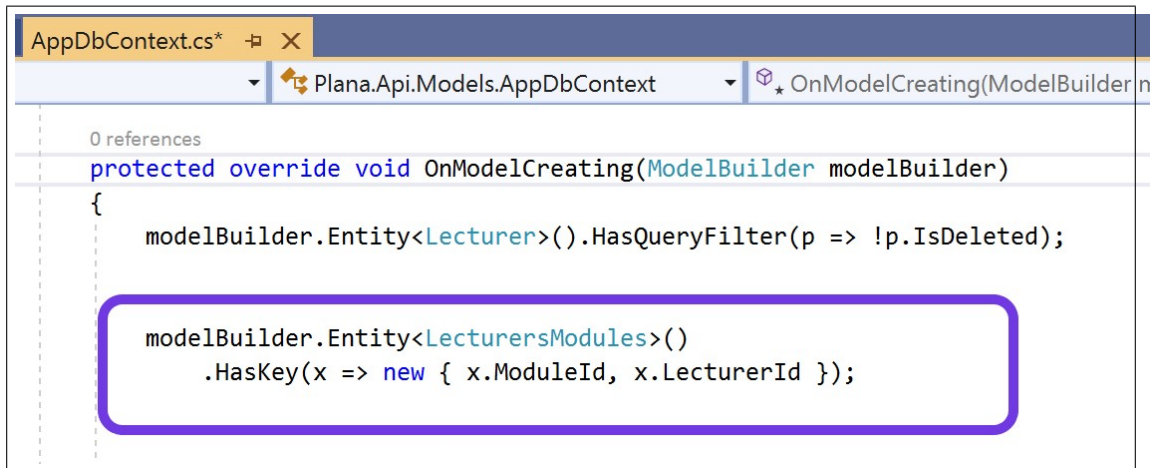 AppDbContext.cs*
Plana.Api.Models.AppDbContext OnModelCreating(ModelBuilder m
0 references
protected override void OnModelCreating(ModelBuilder modelBuilder)
{
modelBuilder.Entity<Lecturer>().HasQueryFilter(p => !p.IsDeleted);
modelBuilder.Entity<LecturersModules>()
.HasKey(x => new { x.ModuleId, x.LecturerId });